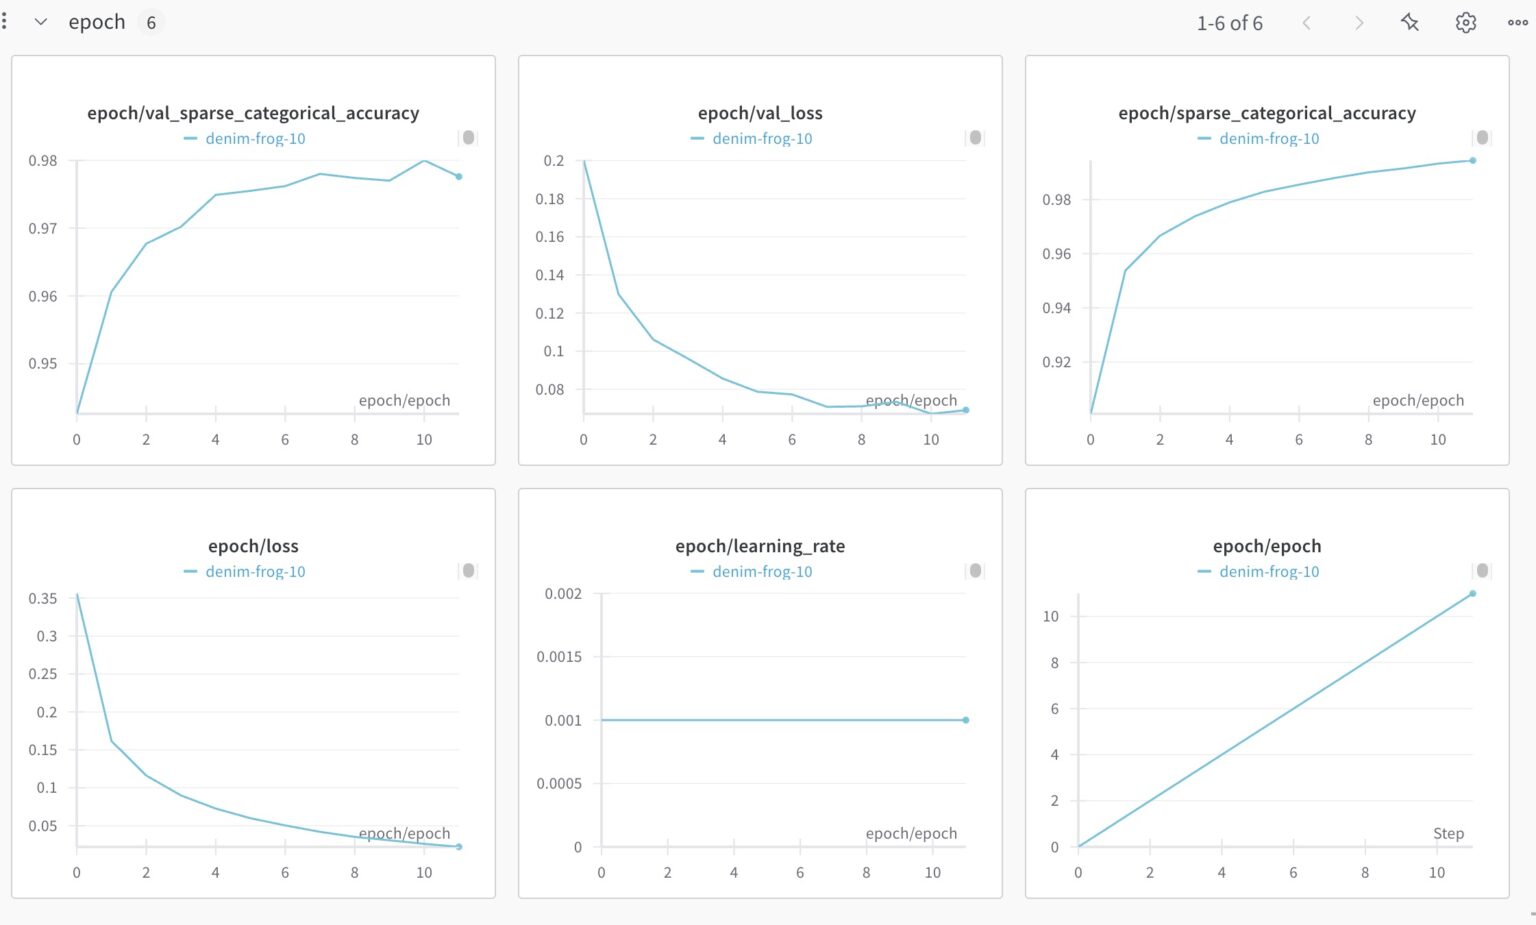 epoch 6
1-6 of 6
epoch/val_sparse_categorical_accuracy
denim-frog-10
0.98
0.97
0.96
0.95
epoch/epoch
0 2 4 6 8 10
epoch/val_loss
denim-frog-10
0.2
0.18
0.16
0.14
0.12
0.1
0.08
epoch/epoch
0 2 4 6 8 10
epoch/sparse_categorical_accuracy
denim-frog-10
0.98
0.96
0.94
0.92
epoch/epoch
0 2 4 6 8 10
epoch/loss
denim-frog-10
0.35
0.3
0.25
0.2
0.15
0.1
0.05
epoch/epoch
0 2 4 6 8 10
epoch/learning_rate
denim-frog-10
0.002
0.0015
0.001
0.0005
0
epoch/epoch
0 2 4 6 8 10
epoch/epoch
denim-frog-10
10
8
6
4
2
0
Step
0 2 4 6 8 10